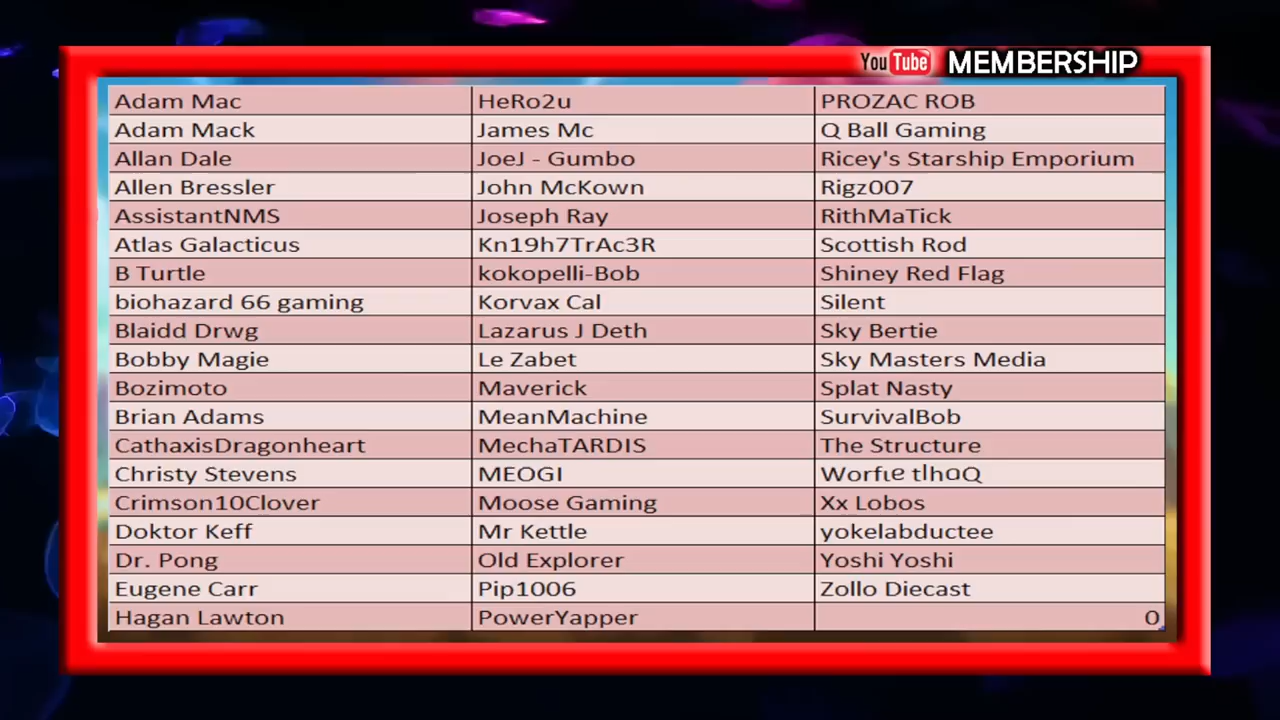 YouTube MEMBERSHIP
Adam Mac HeRo2u PROZAC ROB
Adam Mack James Mc Q Ball Gaming
Allan Dale JoeJ - Gumbo Ricey's Starship Emporium
Allen Bressler John McKown Rigz007
AssistantNMS Joseph Ray RithMaTick
Atlas Galacticus Kn19h7TrAc3R Scottish Rod
B Turtle kokopelli-Bob Shiney Red Flag
biohazard 66 gaming Korvax Cal Silent
Blaidd Drwg Lazarus J Deth Sky Bertie
Bobby Magie Le Zabet Sky Masters Media
Bozimoto Maverick Splat Nasty
Brian Adams MeanMachine SurvivalBob
CathaxisDragonheart MechaTARDIS The Structure
Christy Stevens MEOGI Worfιҽ tlhɑQ
Crimson10Clover Moose Gaming Xx Lobos
Doktor Keff Mr Kettle yokelabductee
Dr. Pong Old Explorer Yoshi Yoshi
Eugene Carr Pip1006 Zollo Diecast
Hagan Lawton PowerYapper 0